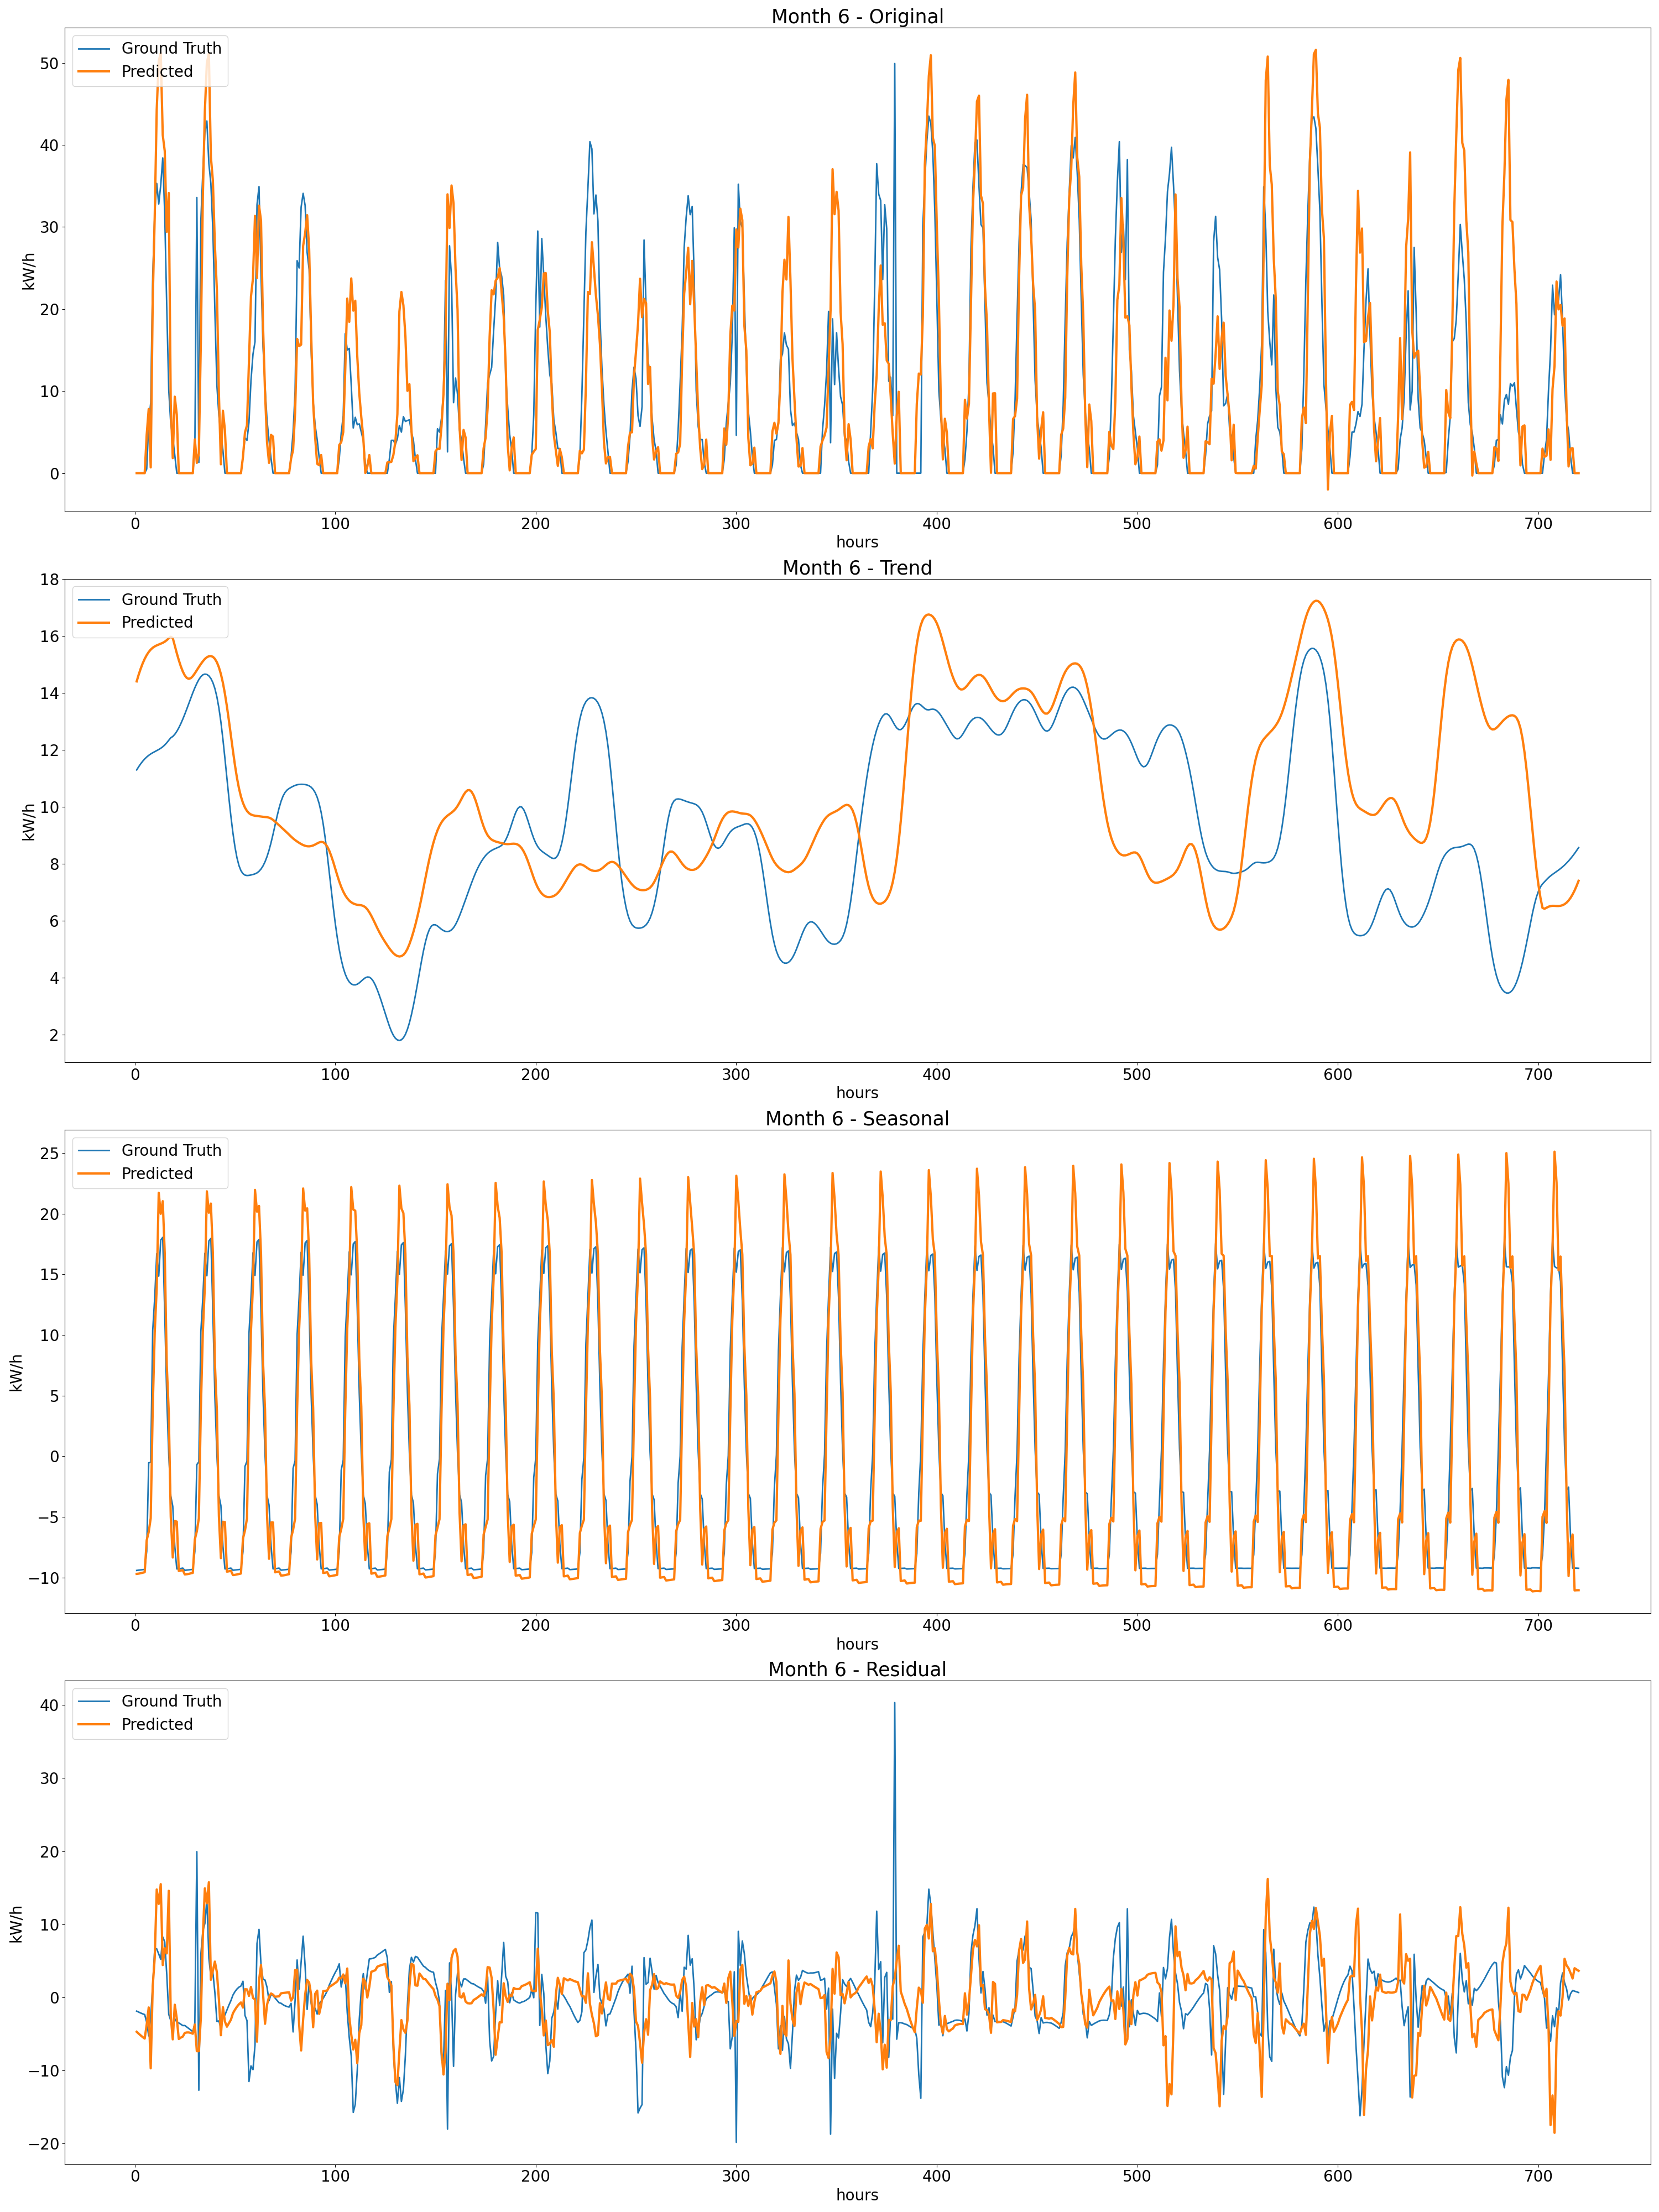 Month 6 - Original
Ground Truth
Predicted
kW/h
50
40
30
20
10
0
0 100 200 300 400 500 600 700
hours
Month 6 - Trend
Ground Truth
Predicted
kW/h
18
16
14
12
10
8
6
4
2
0 100 200 300 400 500 600 700
hours
Month 6 - Seasonal
Ground Truth
Predicted
kW/h
25
20
15
10
5
0
−5
−10
0 100 200 300 400 500 600 700
hours
Month 6 - Residual
Ground Truth
Predicted
kW/h
40
30
20
10
0
−10
−20
0 100 200 300 400 500 600 700
hours